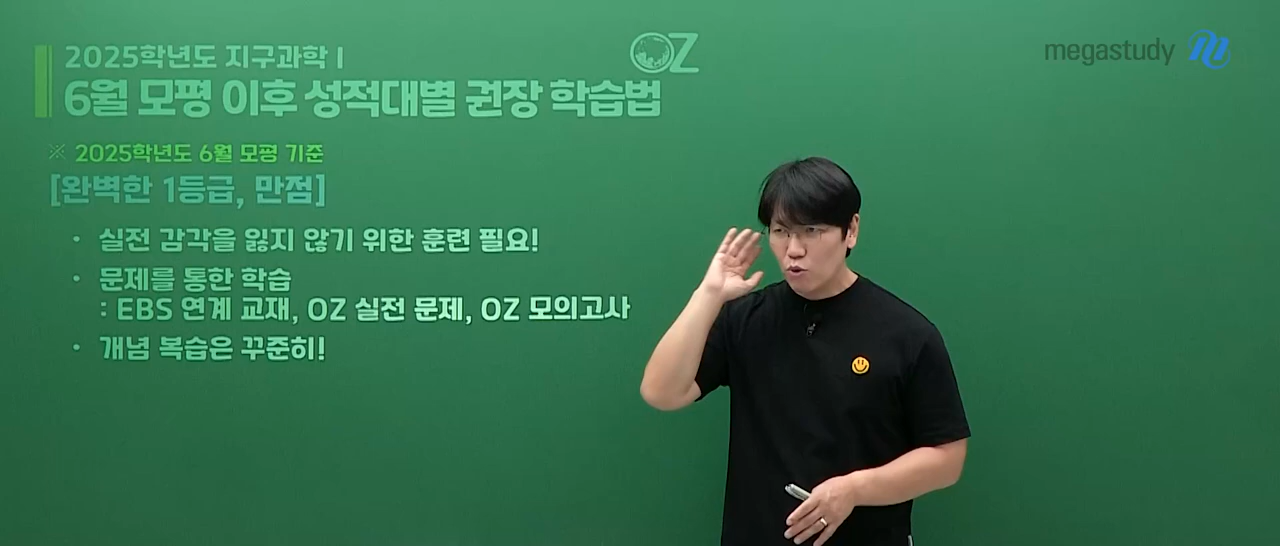 2025학년도 지구과학 I
OZ
6월 모평 이후 성적대별 권장 학습법
megastudy
※ 2025학년도 6월 모평 기준
[완벽한 1등급, 만점]
• 실전 감각을 잃지 않기 위한 훈련 필요!
• 문제를 통한 학습
: EBS 연계 교재, OZ 실전 문제, OZ 모의고사
• 개념 복습은 꾸준히!